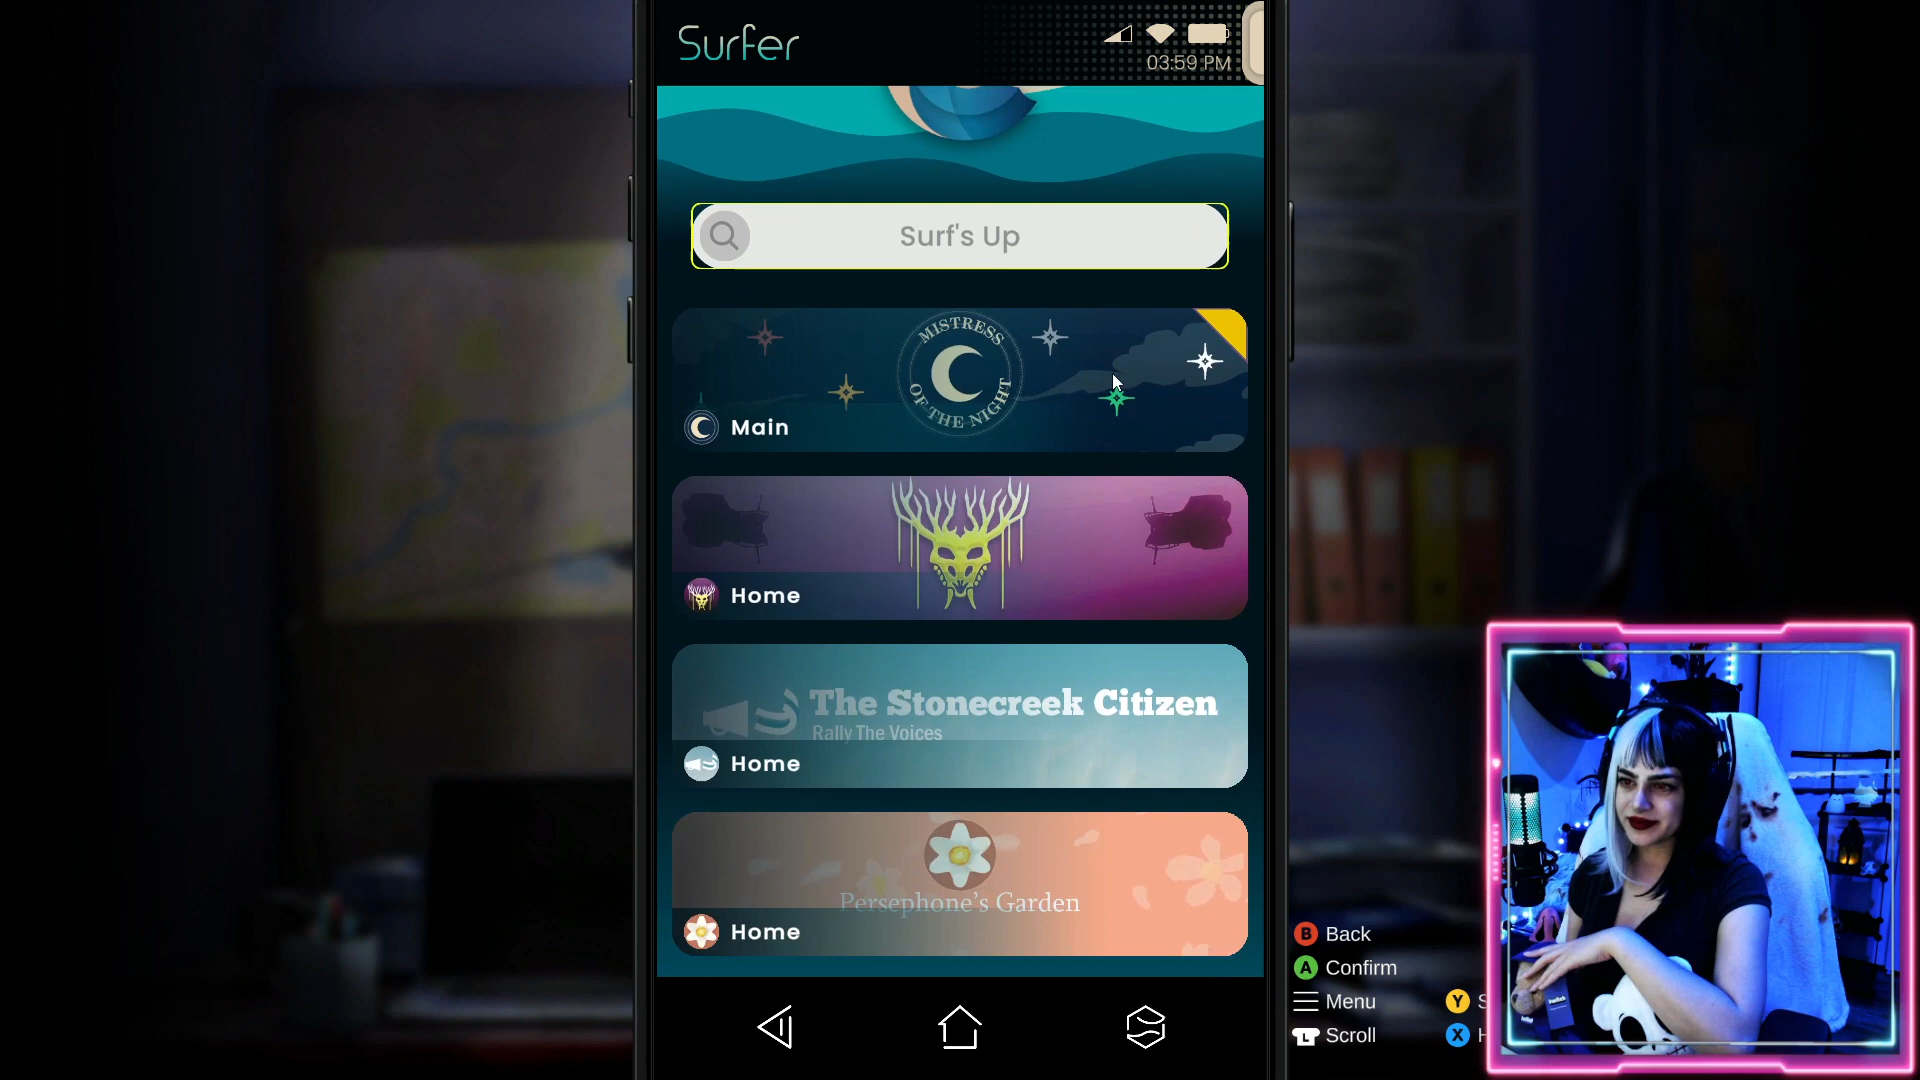 Surfer
03:59 PM
Surf's Up
MISTRESS
OF THE NIGHT
Main
Home
The Stonecreek Citizen
Rally The Voices
Home
Persephone's Garden
Home
B Back
A Confirm
Menu
Y S
L Scroll
X H